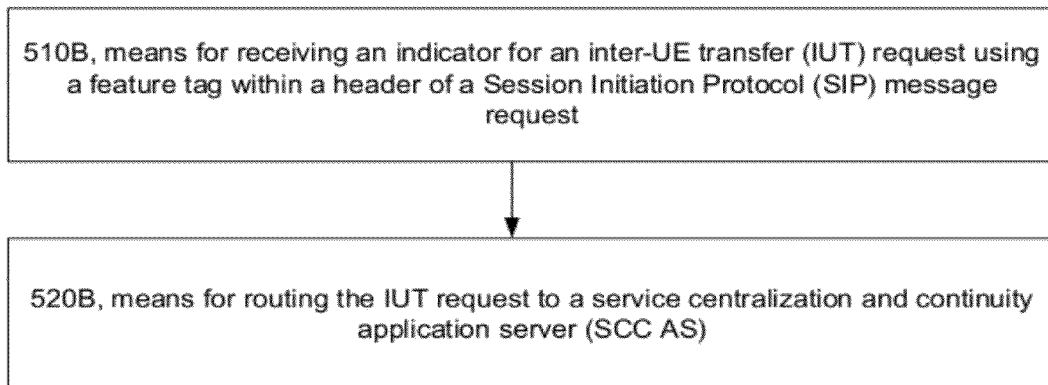 510B, means for receiving an indicator for an inter-UE transfer (IUT) request using
a feature tag within a header of a Session Initiation Protocol (SIP) message
request
520B, means for routing the IUT request to a service centralization and continuity
application server (SCC AS)